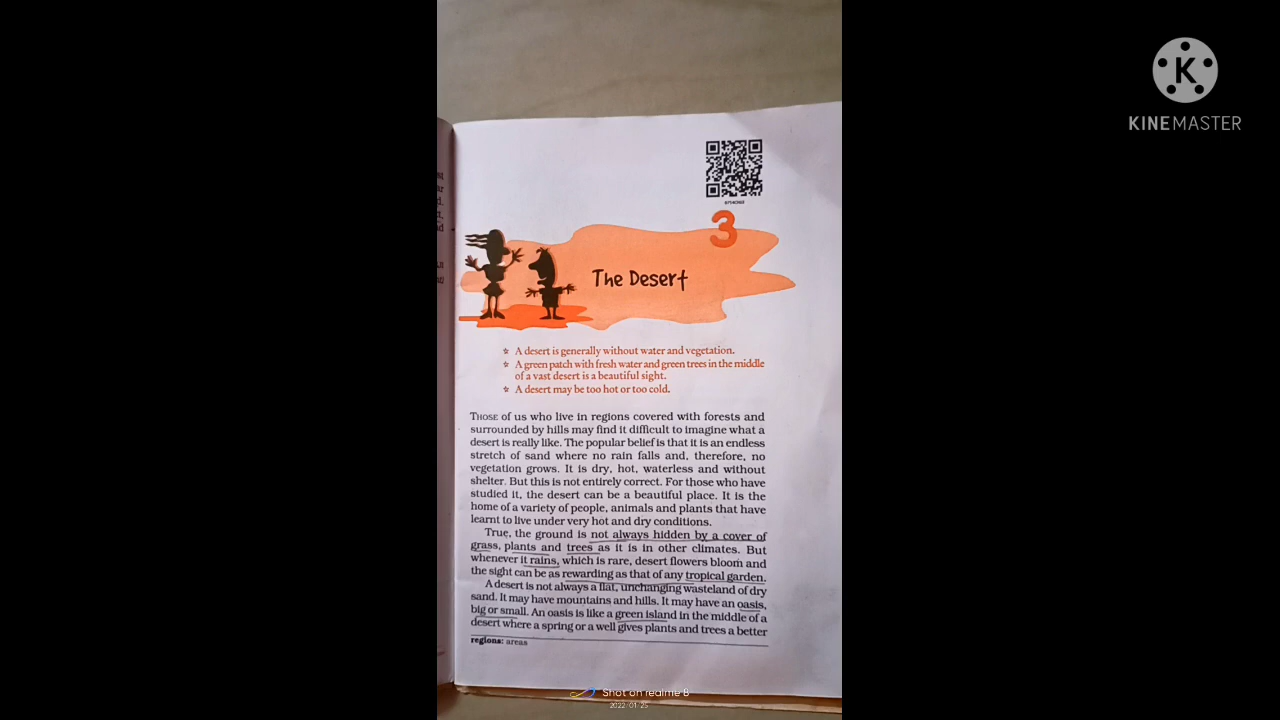 KINEMASTER
3
The Desert
☆ A desert is generally without water and vegetation.
☆ A green patch with fresh water and green trees in the middle
of a vast desert is a beautiful sight.
☆ A desert may be too hot or too cold.
THOSE of us who live in regions covered with forests and
surrounded by hills may find it difficult to imagine what a
desert is really like. The popular belief is that it is an endless
stretch of sand where no rain falls and, therefore, no
vegetation grows. It is dry, hot, waterless and without
shelter. But this is not entirely correct. For those who have
studied it, the desert can be a beautiful place. It is the
home of a variety of people, animals and plants that have
learnt to live under very hot and dry conditions.
True, the ground is not always hidden by a cover of
grass, plants and trees as it is in other climates. But
whenever it rains, which is rare, desert flowers bloom and
the sight can be as rewarding as that of any tropical garden.
A desert is not always a flat, unchanging wasteland of dry
sand. It may have mountains and hills. It may have an oasis,
big or small. An oasis is like a green island in the middle of a
desert where a spring or a well gives plants and trees a better
regions: areas
Shot on realme 8
2022/01/25